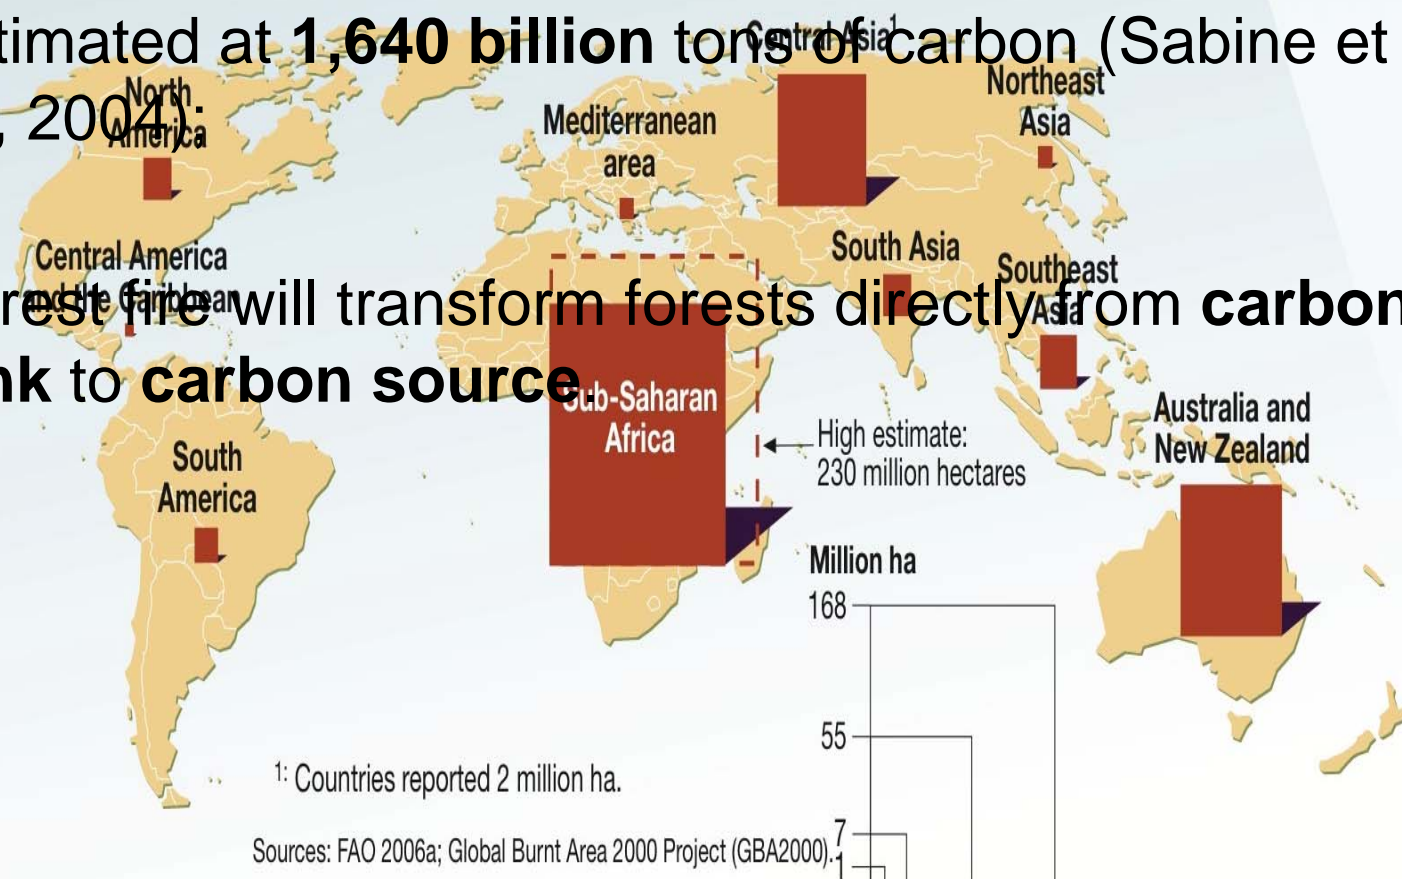 timated at 1,640 billion tons of carbon (Sabine et
, 2004);
rest fire will transform forests directly from carbon
nk to carbon source.
Central Asia¹
North
America
Mediterranean
area
Northeast
Asia
Central America
and the Caribbean
South Asia
Southeast
Asia
Sub-Saharan
Africa
High estimate:
230 million hectares
Australia and
New Zealand
South
America
Million ha
168
55
7
1
1: Countries reported 2 million ha.
Sources: FAO 2006a; Global Burnt Area 2000 Project (GBA2000).